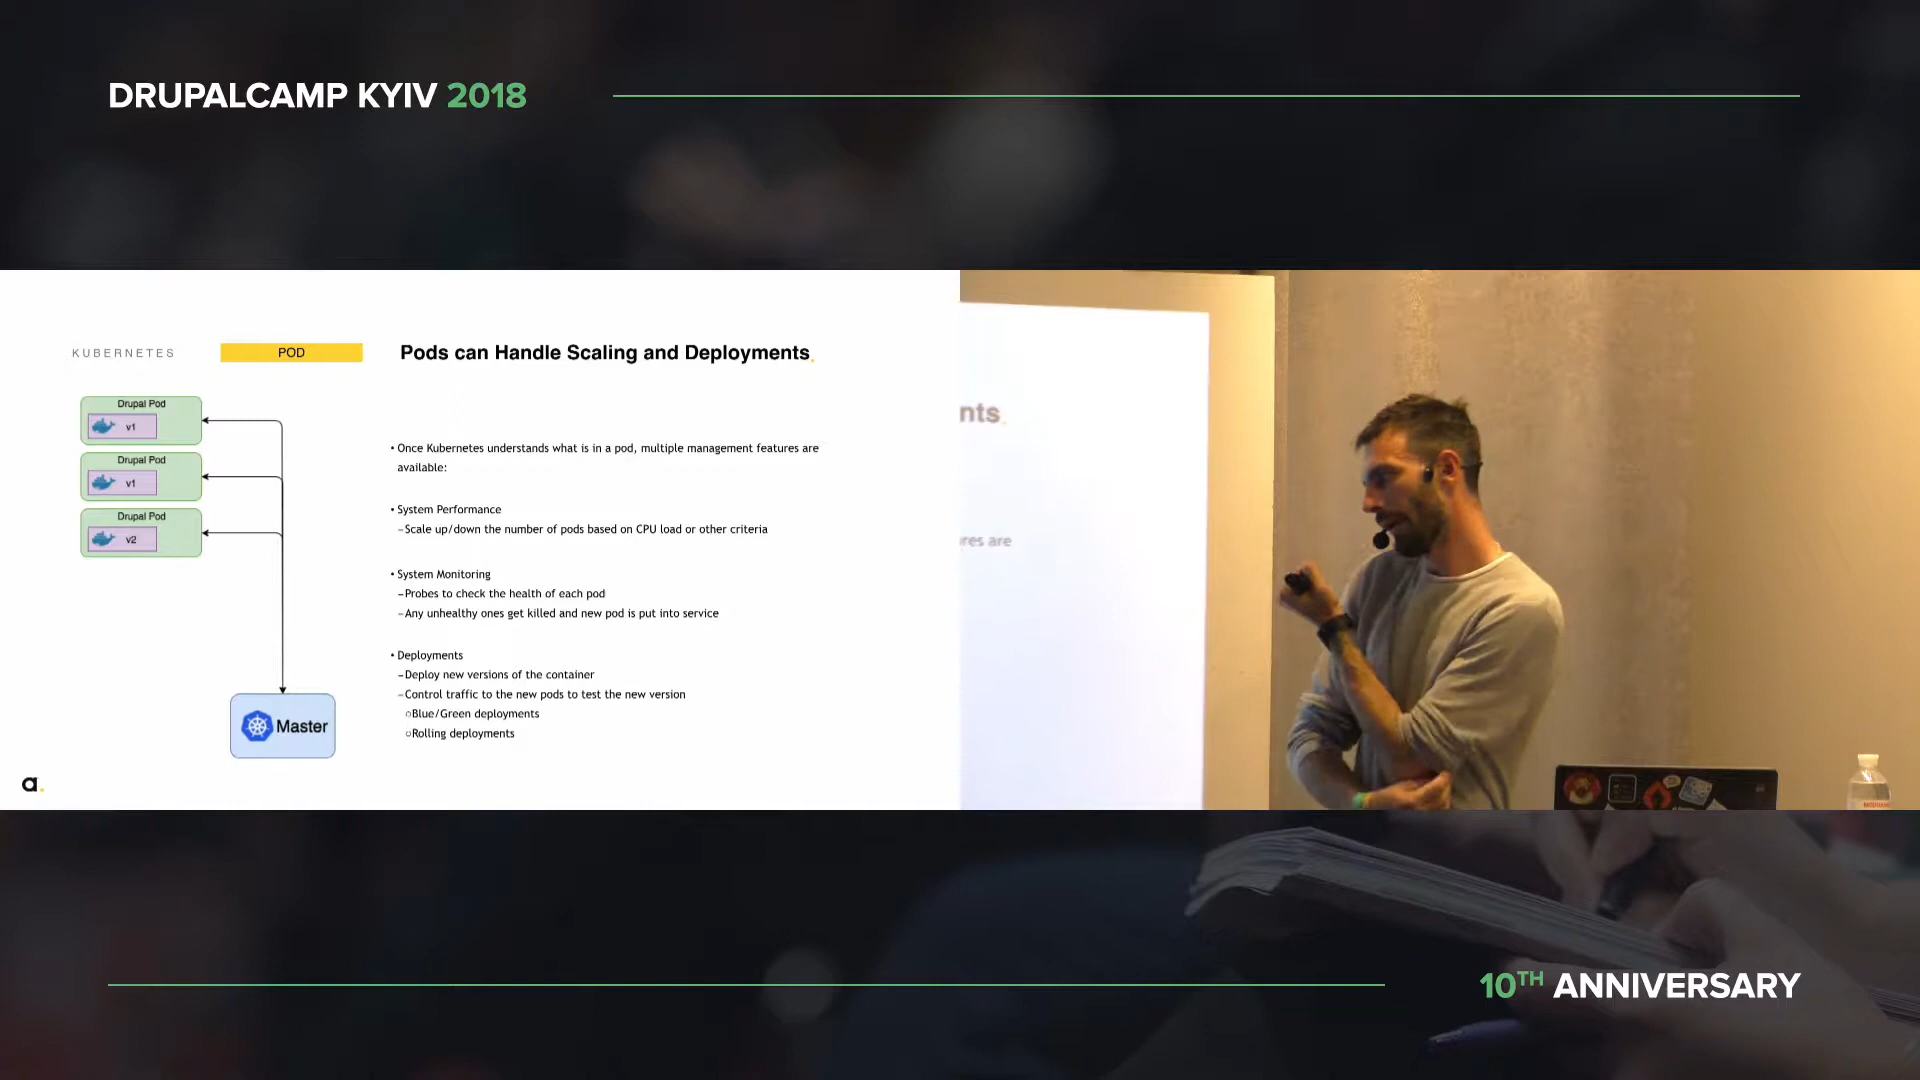 DRUPALCAMP KYIV 2018
KUBERNETES
POD
Pods can Handle Scaling and Deployments.
Drupal Pod
v1
Drupal Pod
v1
Drupal Pod
v2
Master
• Once Kubernetes understands what is in a pod, multiple management features are
available:
• System Performance
–Scale up/down the number of pods based on CPU load or other criteria
• System Monitoring
–Probes to check the health of each pod
–Any unhealthy ones get killed and new pod is put into service
• Deployments
–Deploy new versions of the container
–Control traffic to the new pods to test the new version
○Blue/Green deployments
○Rolling deployments
a.
nts.
res are
10TH ANNIVERSARY